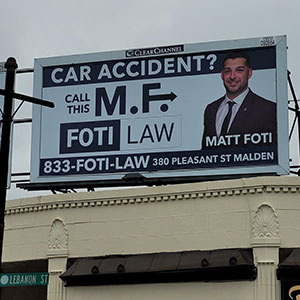 CLEAR CHANNEL
CAR ACCIDENT?
CALL THIS M.F.
FOTI LAW
MATT FOTI
833-FOTI-LAW 380 PLEASANT ST MALDEN
LEBANON ST